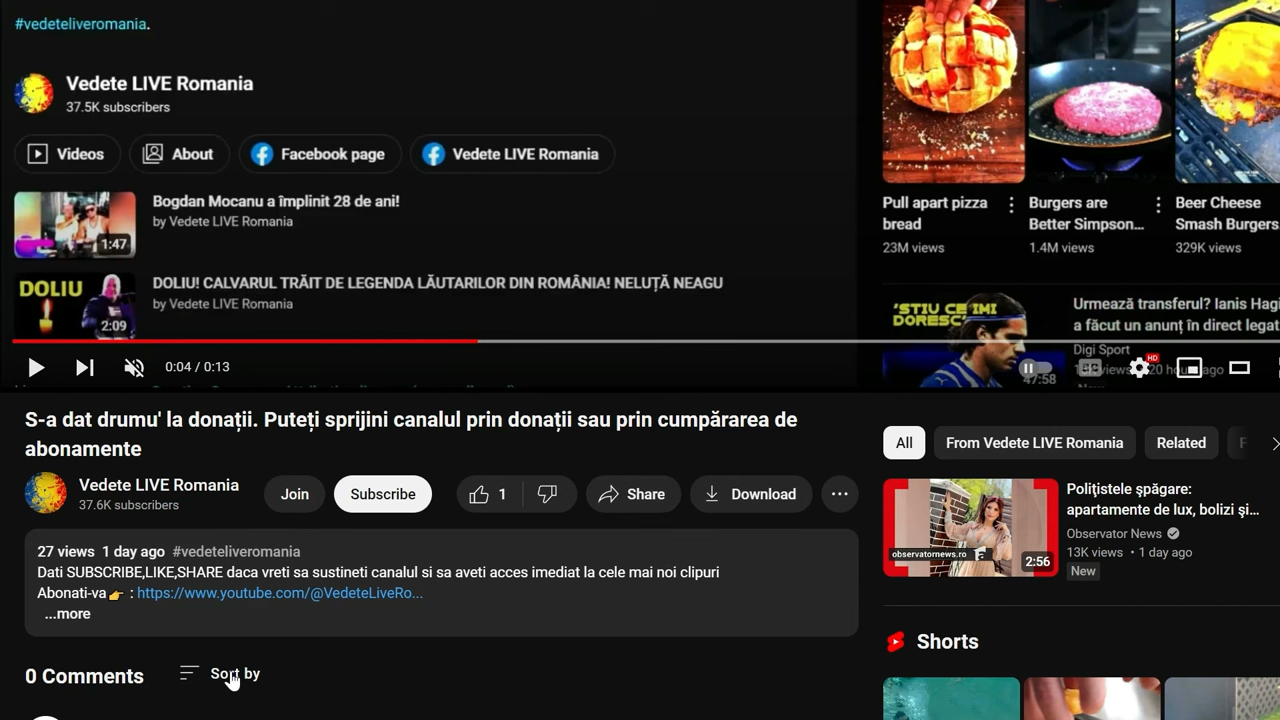 #vedeteliveromania.
Vedete LIVE Romania
37.5K subscribers
Videos
About
Facebook page
Vedete LIVE Romania
1:47
Bogdan Mocanu a împlinit 28 de ani!
by Vedete LIVE Romania
DOLIU
2:09
DOLIU! CALVARUL TRĂIT DE LEGENDA LĂUTARILOR DIN ROMÂNIA! NELUȚĂ NEAGU
by Vedete LIVE Romania
Pull apart pizza
bread
23M views
Burgers are
Better Simpson...
1.4M views
Beer Cheese
Smash Burgers
329K views
'STIU CE IMI
DORESC'
47:58
Urmează transferul? Ianis Hagi
a făcut un anunț în direct legat
Digi Sport
views 20 hours ago
0:04 / 0:13
HD
S-a dat drumu' la donații. Puteți sprijini canalul prin donații sau prin cumpărarea de
abonamente
Vedete LIVE Romania
37.6K subscribers
Join
Subscribe
1
Share
Download
27 views 1 day ago #vedeteliveromania
Dati SUBSCRIBE,LIKE,SHARE daca vreti sa sustineti canalul si sa aveti acces imediat la cele mai noi clipuri
Abonati-va👉 : https://www.youtube.com/@VedeteLiveRo...
...more
0 Comments
Sort by
All
From Vedete LIVE Romania
Related
observatornews.ro
2:56
Polițistele șpăgare:
apartamente de lux, bolizi și...
Observator News
13K views • 1 day ago
New
Shorts